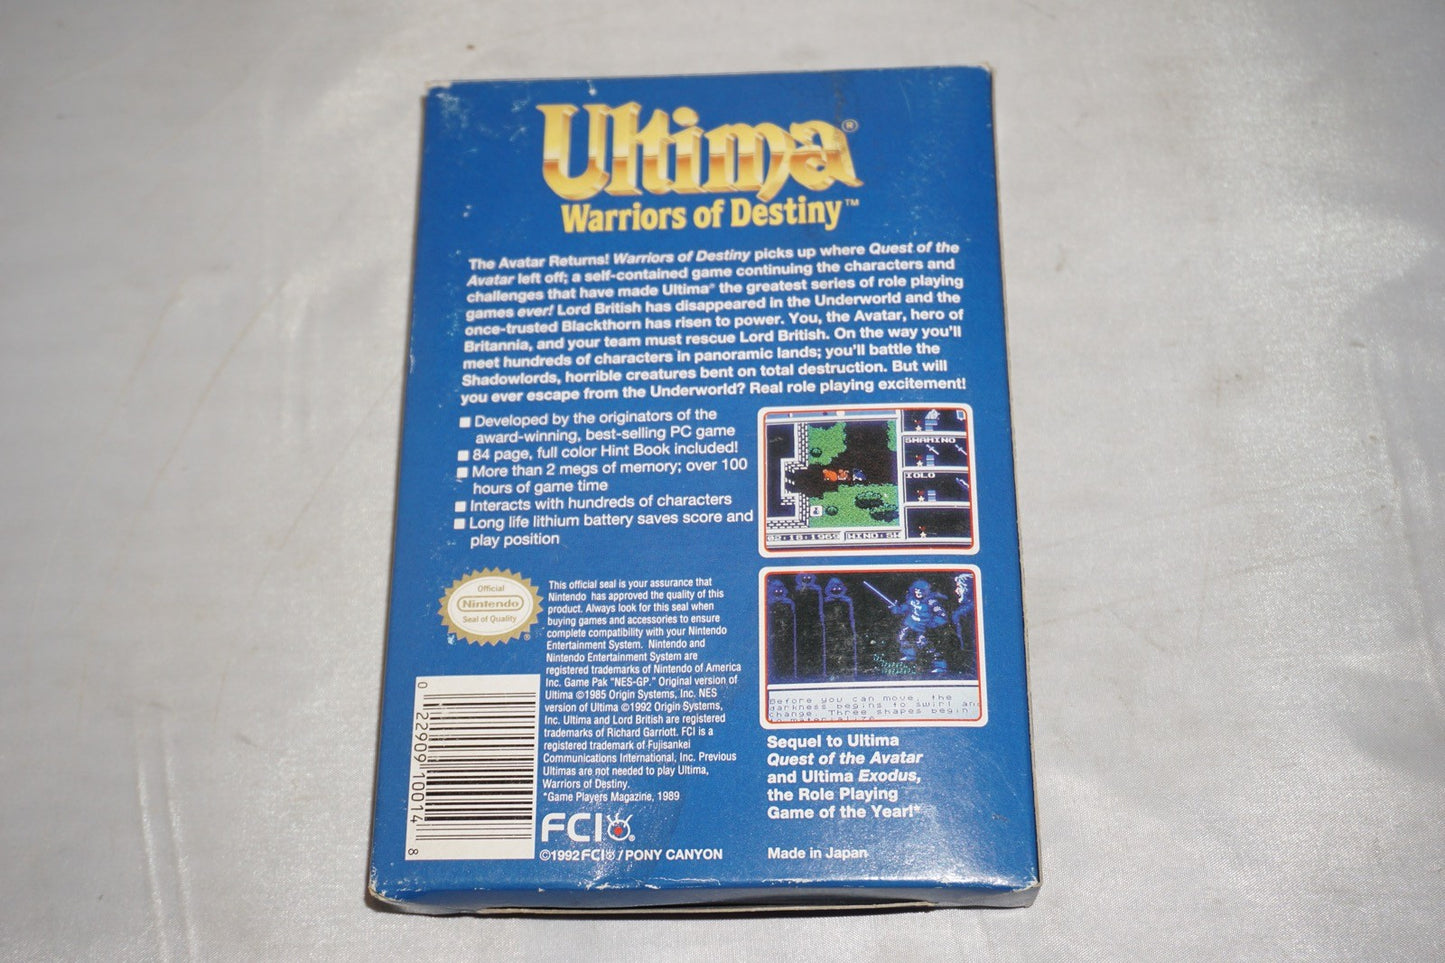 Ultima®
Warriors of Destiny™
The Avatar Returns! Warriors of Destiny picks up where Quest of the
Avatar left off; a self-contained game continuing the characters and
challenges that have made Ultima® the greatest series of role playing
games ever! Lord British has disappeared in the Underworld and the
once-trusted Blackthorn has risen to power. You, the Avatar, hero of
Britannia, and your team must rescue Lord British. On the way you'll
meet hundreds of characters in panoramic lands; you'll battle the
Shadowlords, horrible creatures bent on total destruction. But will
you ever escape from the Underworld? Real role playing excitement!
■ Developed by the originators of the
award-winning, best-selling PC game
■ 84 page, full color Hint Book included!
■ More than 2 megs of memory; over 100
hours of game time
■ Interacts with hundreds of characters
■ Long life lithium battery saves score and
play position
SHAMINO
IOLO
WIND:S
Official
Nintendo
Seal of Quality
®
This official seal is your assurance that
Nintendo has approved the quality of this
product. Always look for this seal when
buying games and accessories to ensure
complete compatibility with your Nintendo
Entertainment System. Nintendo and
Nintendo Entertainment System are
registered trademarks of Nintendo of America
Inc. Game Pak "NES-GP." Original version of
Ultima ©1985 Origin Systems, Inc. NES
version of Ultima ©1992 Origin Systems,
Inc. Ultima and Lord British are registered
trademarks of Richard Garriott. FCI is a
registered trademark of Fujisankei
Communications International, Inc. Previous
Ultimas are not needed to play Ultima,
Warriors of Destiny.
*Game Players Magazine, 1989
Before you can move, the
darkness begins to swirl and
change. Three shapes begin
to materialize
Sequel to Ultima
Quest of the Avatar
and Ultima Exodus,
the Role Playing
Game of the Year!*
0 22909 10014 8
FCI®
©1992 FCI® / PONY CANYON
Made in Japan